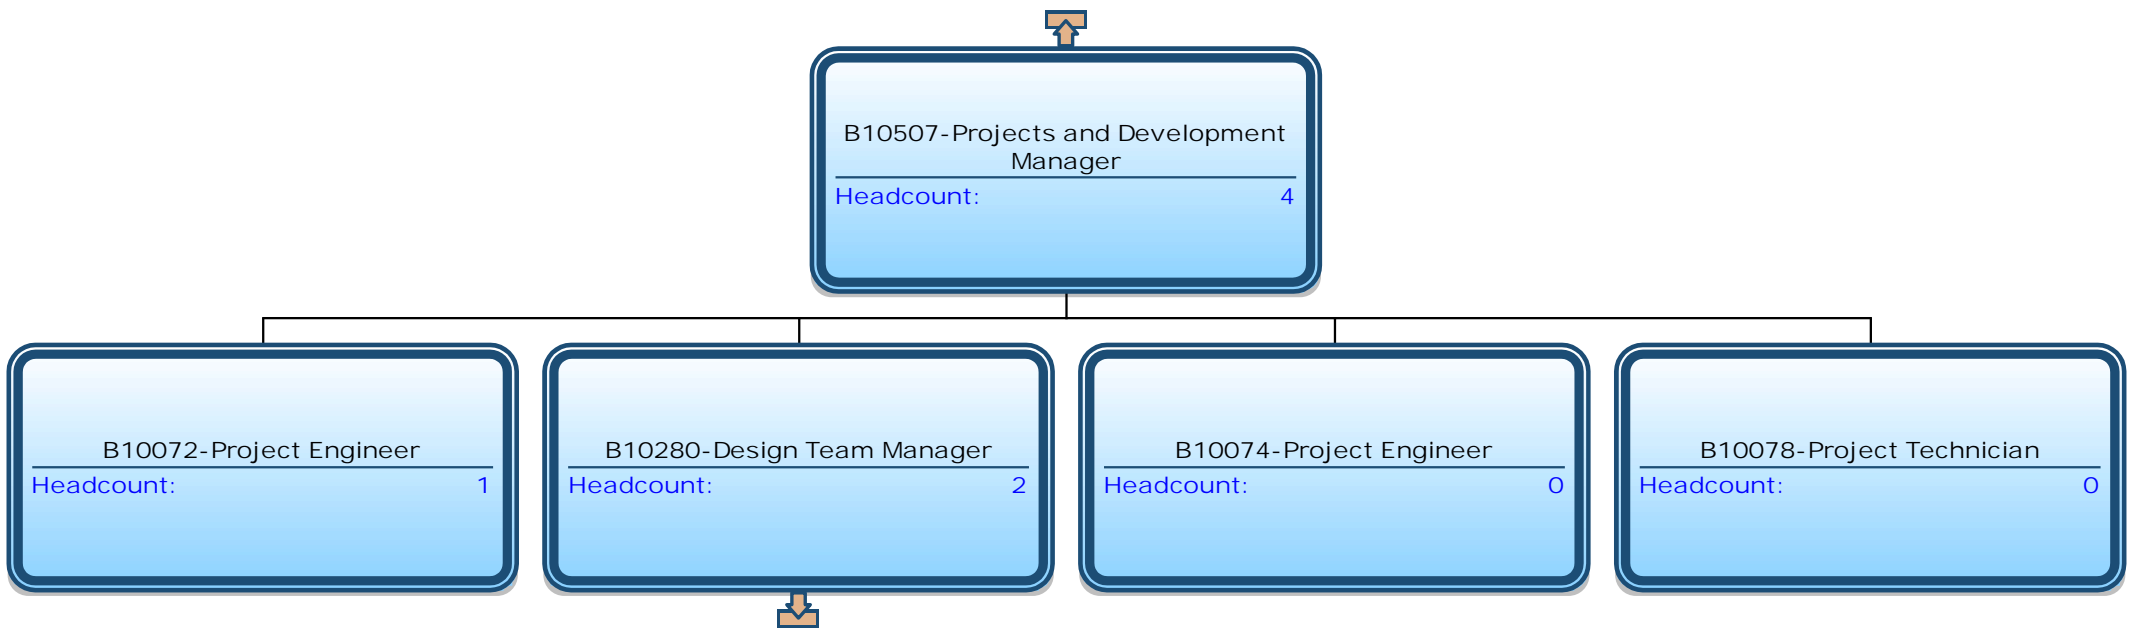 B10507-Projects and Development
Manager
Headcount: 4
B10072-Project Engineer
Headcount: 1
B10280-Design Team Manager
Headcount: 2
B10074-Project Engineer
Headcount: 0
B10078-Project Technician
Headcount: 0